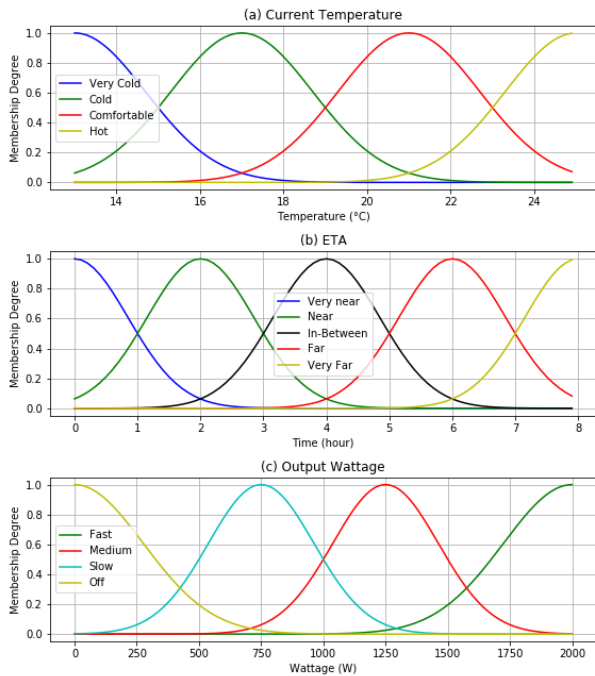 (a) Current Temperature
Membership Degree
1.0
0.8
0.6
0.4
0.2
0.0
Very Cold
Cold
Comfortable
Hot
14 16 18 20 22 24
Temperature (°C)
(b) ETA
Membership Degree
1.0
0.8
0.6
0.4
0.2
0.0
Very near
Near
In-Between
Far
Very Far
0 1 2 3 4 5 6 7 8
Time (hour)
(c) Output Wattage
Membership Degree
1.0
0.8
0.6
0.4
0.2
0.0
Fast
Medium
Slow
Off
0 250 500 750 1000 1250 1500 1750 2000
Wattage (W)